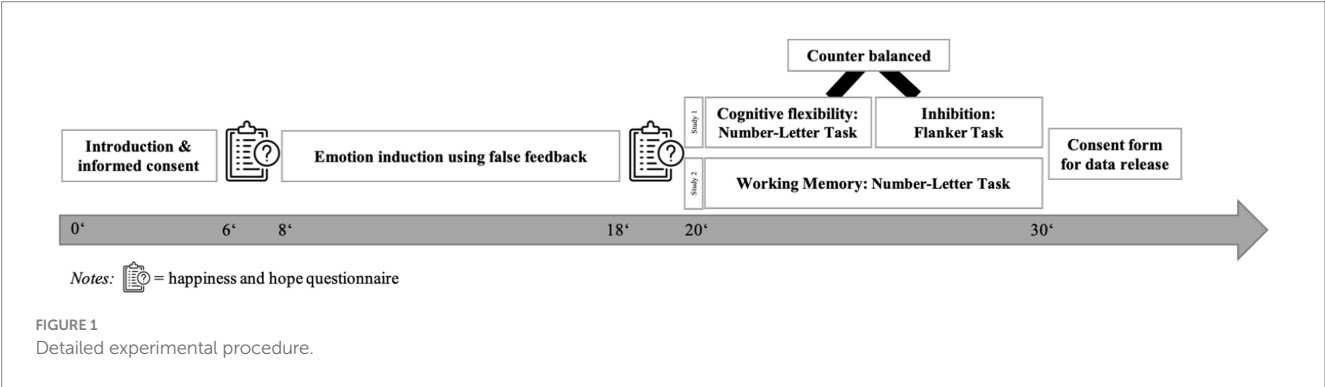 Counter balanced
Introduction &
informed consent
?
Emotion induction using false feedback
?
Study 1
Cognitive flexibility:
Number-Letter Task
Inhibition:
Flanker Task
Study 2
Working Memory: Number-Letter Task
Consent form
for data release
0‘ 6‘ 8‘ 18‘ 20‘ 30‘
Notes: ? = happiness and hope questionnaire
FIGURE 1
Detailed experimental procedure.